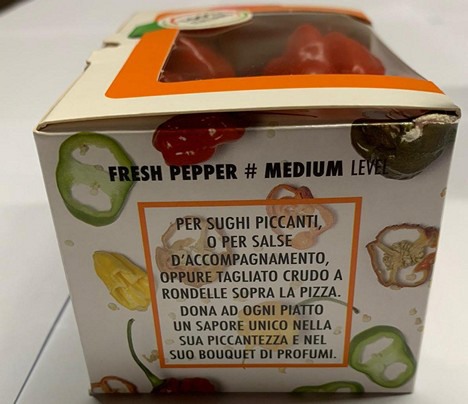 FRESH PEPPER # MEDIUM LEVEL
PER SUGHI PICCANTI,
O PER SALSE
D'ACCOMPAGNAMENTO,
OPPURE TAGLIATO CRUDO A
RONDELLE SOPRA LA PIZZA.
DONA AD OGNI PIATTO
UN SAPORE UNICO NELLA
SUA PICCANTEZZA E NEL
SUO BOUQUET DI PROFUMI.